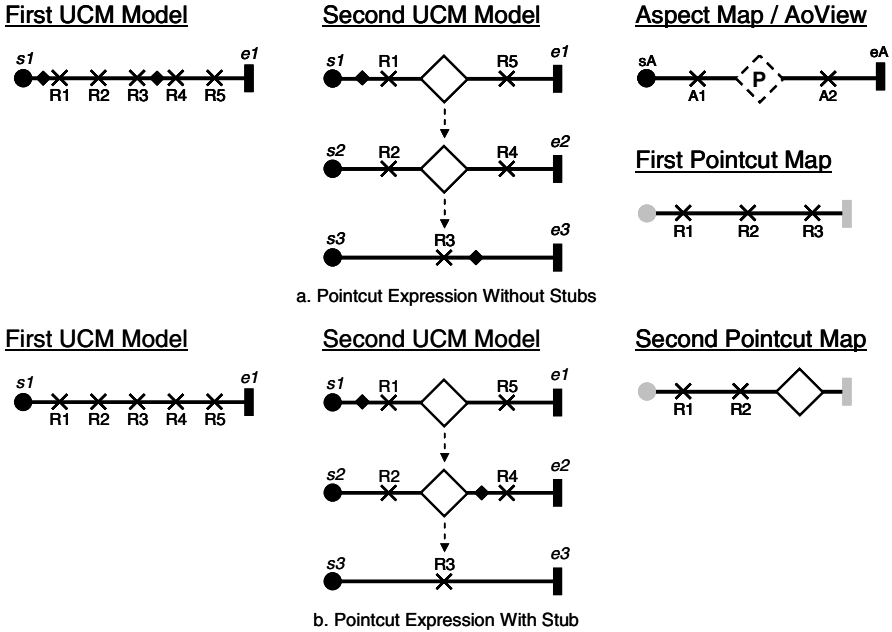 First UCM Model
Second UCM Model
Aspect Map / AoView
s1
e1
R1
R2
R3
R4
R5
s1
R1
R5
e1
s2
R2
R4
e2
s3
R3
e3
sA
A1
P
A2
eA
First Pointcut Map
R1
R2
R3
a. Pointcut Expression Without Stubs
First UCM Model
Second UCM Model
Second Pointcut Map
s1
e1
R1
R2
R3
R4
R5
s1
R1
R5
e1
s2
R2
R4
e2
s3
R3
e3
R1
R2
b. Pointcut Expression With Stub